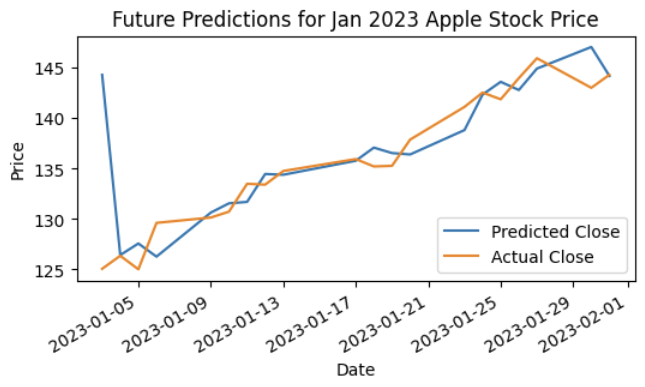 Future Predictions for Jan 2023 Apple Stock Price
145
140
135
130
125
Price
Predicted Close
Actual Close
2023-01-05
2023-01-09
2023-01-13
2023-01-17
2023-01-21
2023-01-25
2023-01-29
2023-02-01
Date